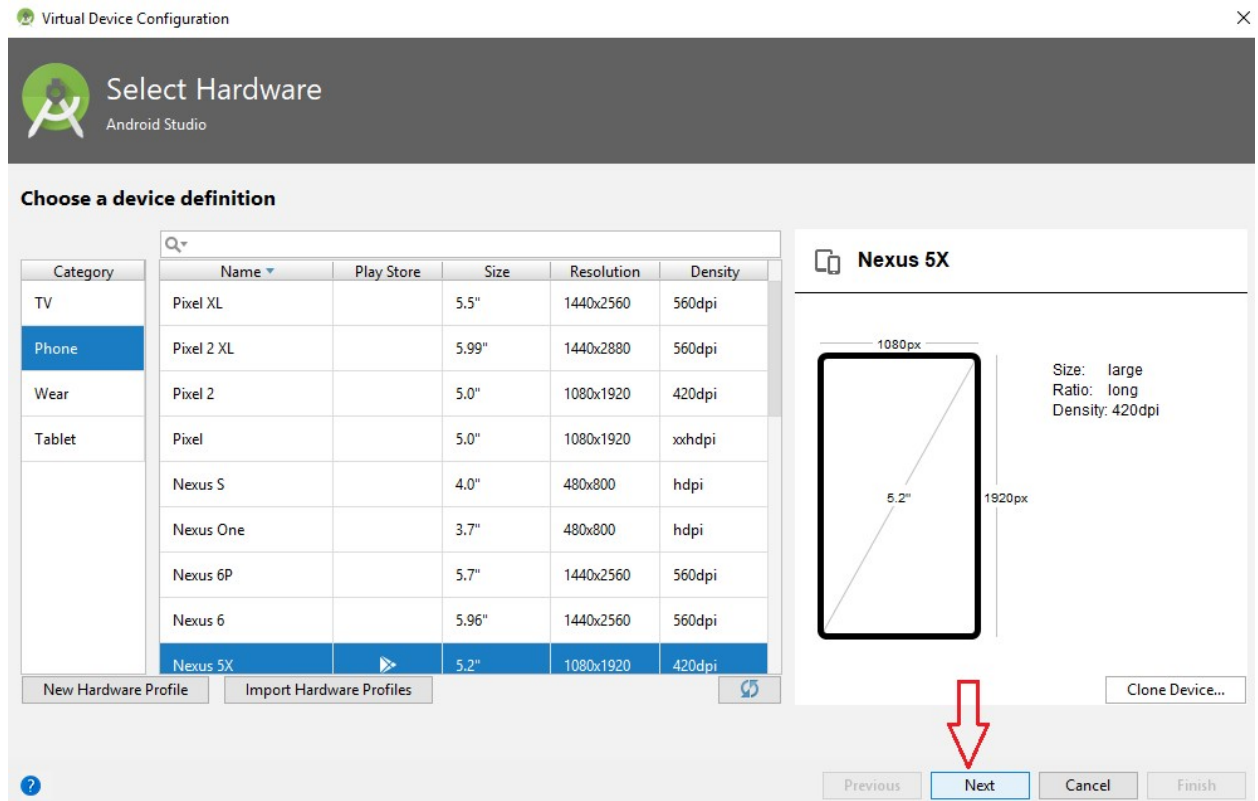 Virtual Device Configuration
Select Hardware
Android Studio
Choose a device definition
Category
TV
Phone
Wear
Tablet
Name Play Store Size Resolution Density
Pixel XL 5.5" 1440x2560 560dpi
Pixel 2 XL 5.99" 1440x2880 560dpi
Pixel 2 5.0" 1080x1920 420dpi
Pixel 5.0" 1080x1920 xxhdpi
Nexus S 4.0" 480x800 hdpi
Nexus One 3.7" 480x800 hdpi
Nexus 6P 5.7" 1440x2560 560dpi
Nexus 6 5.96" 1440x2560 560dpi
Nexus 5X 5.2" 1080x1920 420dpi
New Hardware Profile Import Hardware Profiles
Nexus 5X
1080px
5.2" 1920px
Size: large
Ratio: long
Density: 420dpi
Clone Device...
? Previous Next Cancel Finish